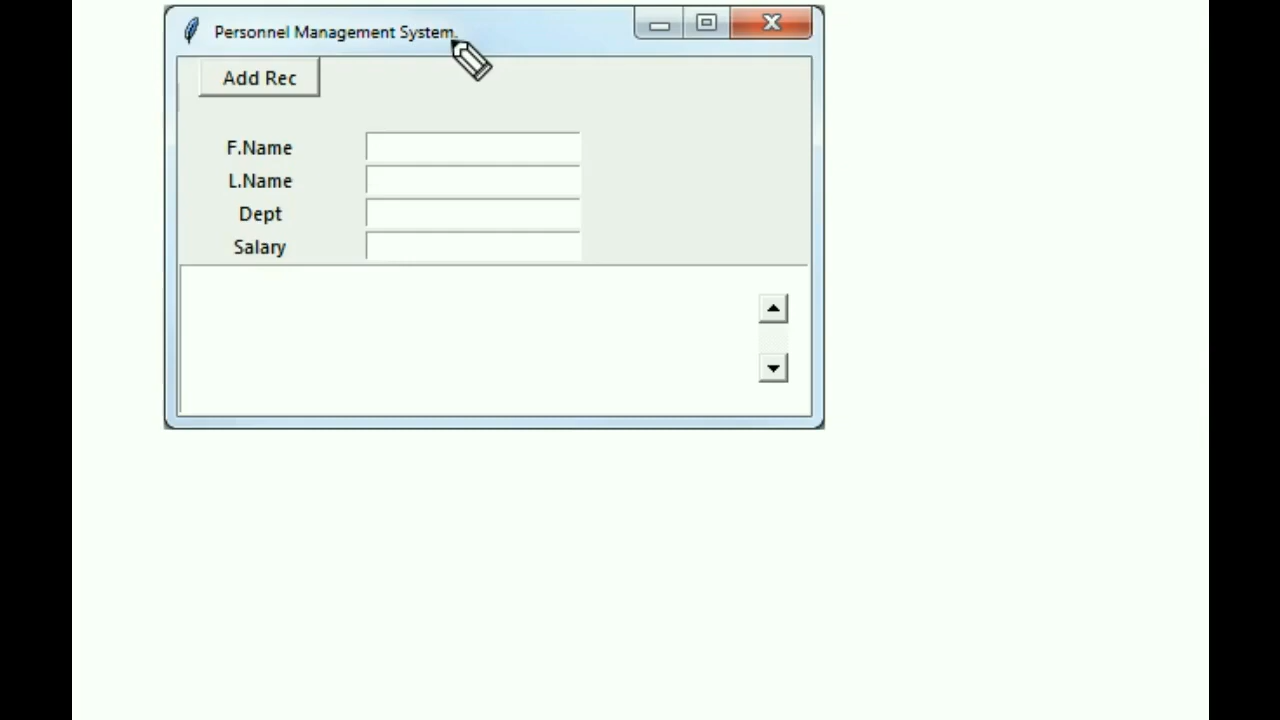 Personnel Management System.
Add Rec
F.Name
L.Name
Dept
Salary